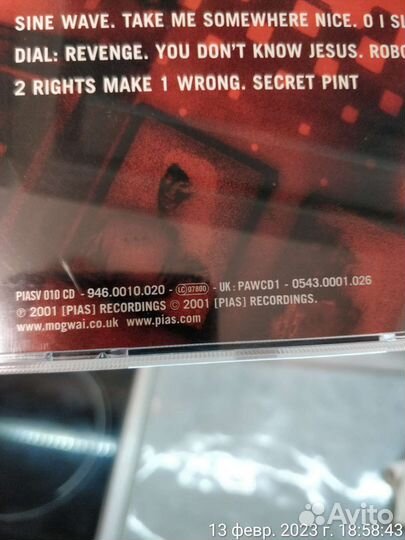 SINE WAVE. TAKE ME SOMEWHERE NICE. O I
DIAL: REVENGE. YOU DON'T KNOW JESUS.
2 RIGHTS MAKE 1 WRONG. SECRET PINT
PIASV 010 CD - 946.0010.020 - LC 07800 - UK: PAWCD1 - 0543.0001.026
℗ 2001 [PIAS] RECORDINGS © 2001 [PIAS] RECORDINGS.
www.mogwai.co.uk www.pias.com
Avito
13 февр. 2023 г. 18:58:43